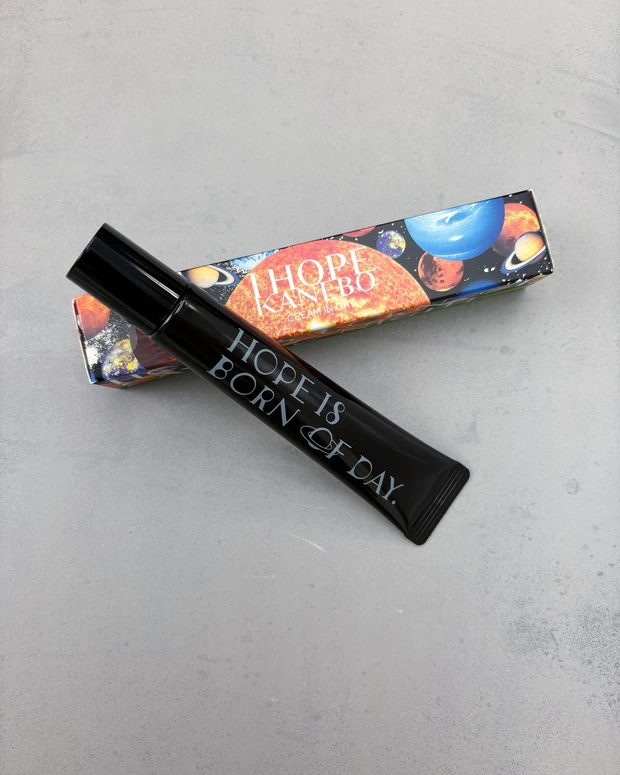 I HOPE
KANEBO
CREAM IN DAY
HOPE IS
BORN OF DAY.